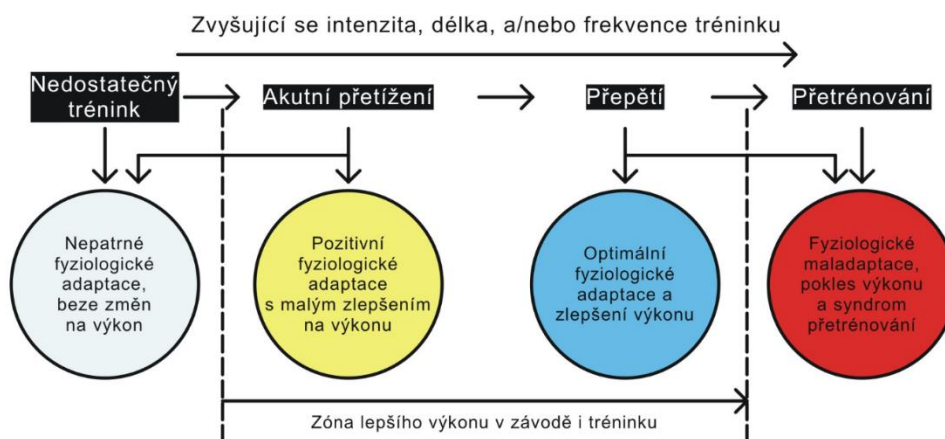 Zvyšující se intenzita, délka, a/nebo frekvence tréninku
Nedostatečný
trénink
Akutní přetížení
Přepětí
Přetrénování
Nepatrné
fyziologické
adaptace,
beze změn
na výkon
Pozitivní
fyziologické
adaptace
s malým zlepšením
na výkonu
Optimální
fyziologické
adaptace a
zlepšení výkonu
Fyziologické
maladaptace,
pokles výkonu
a syndrom
přetrénování
Zóna lepšího výkonu v závodě i tréninku